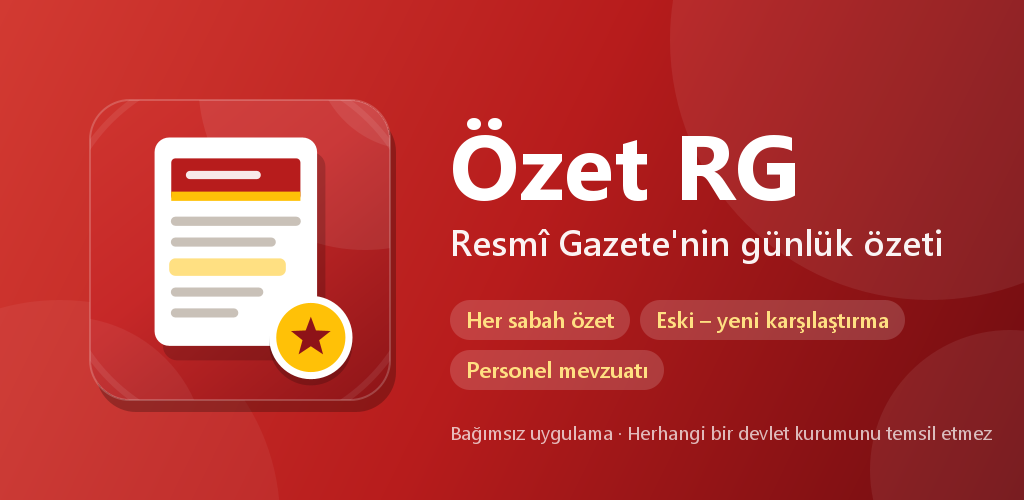 Özet RG
Resmî Gazete'nin günlük özeti
Her sabah özet
Eski – yeni karşılaştırma
Personel mevzuatı
Bağımsız uygulama · Herhangi bir devlet kurumunu temsil etmez